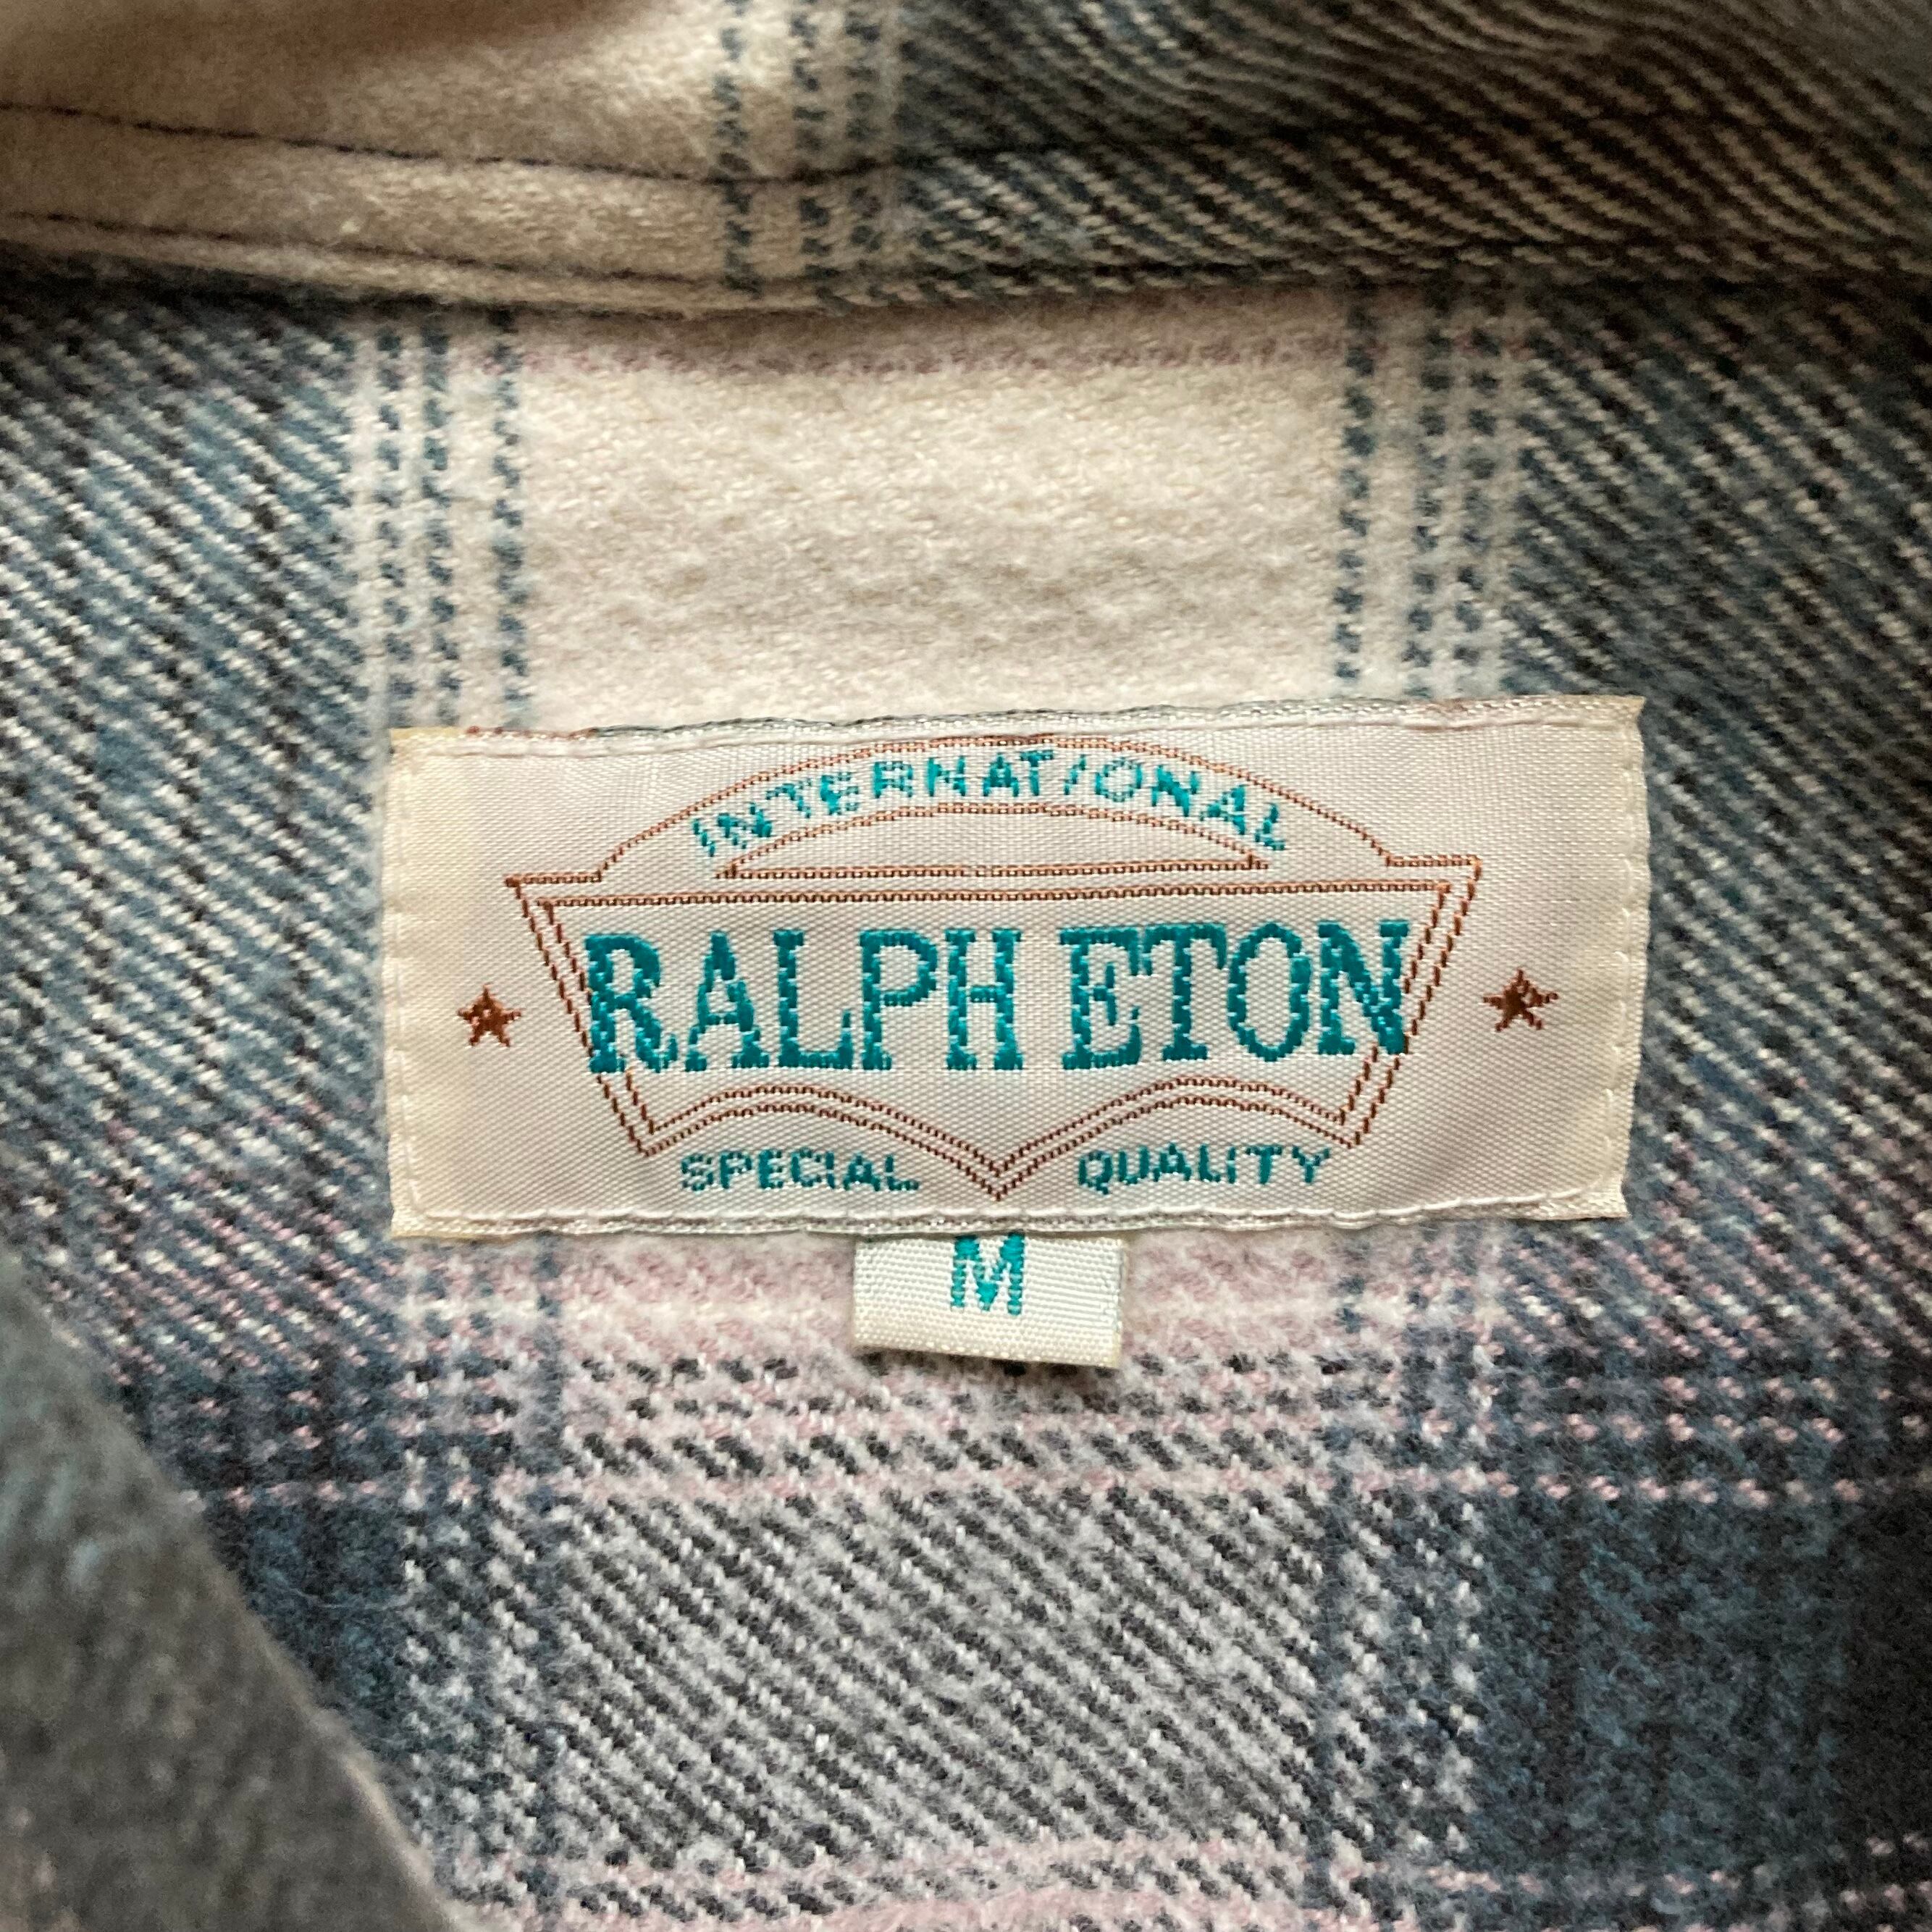 INTERNATIONAL
RALPH ETON
SPECIAL QUALITY
M